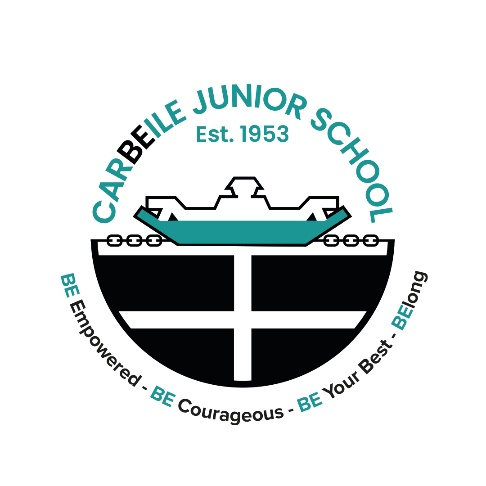 CARBEILE JUNIOR SCHOOL
Est. 1953
BE Empowered - BE Courageous - BE Your Best - BElong